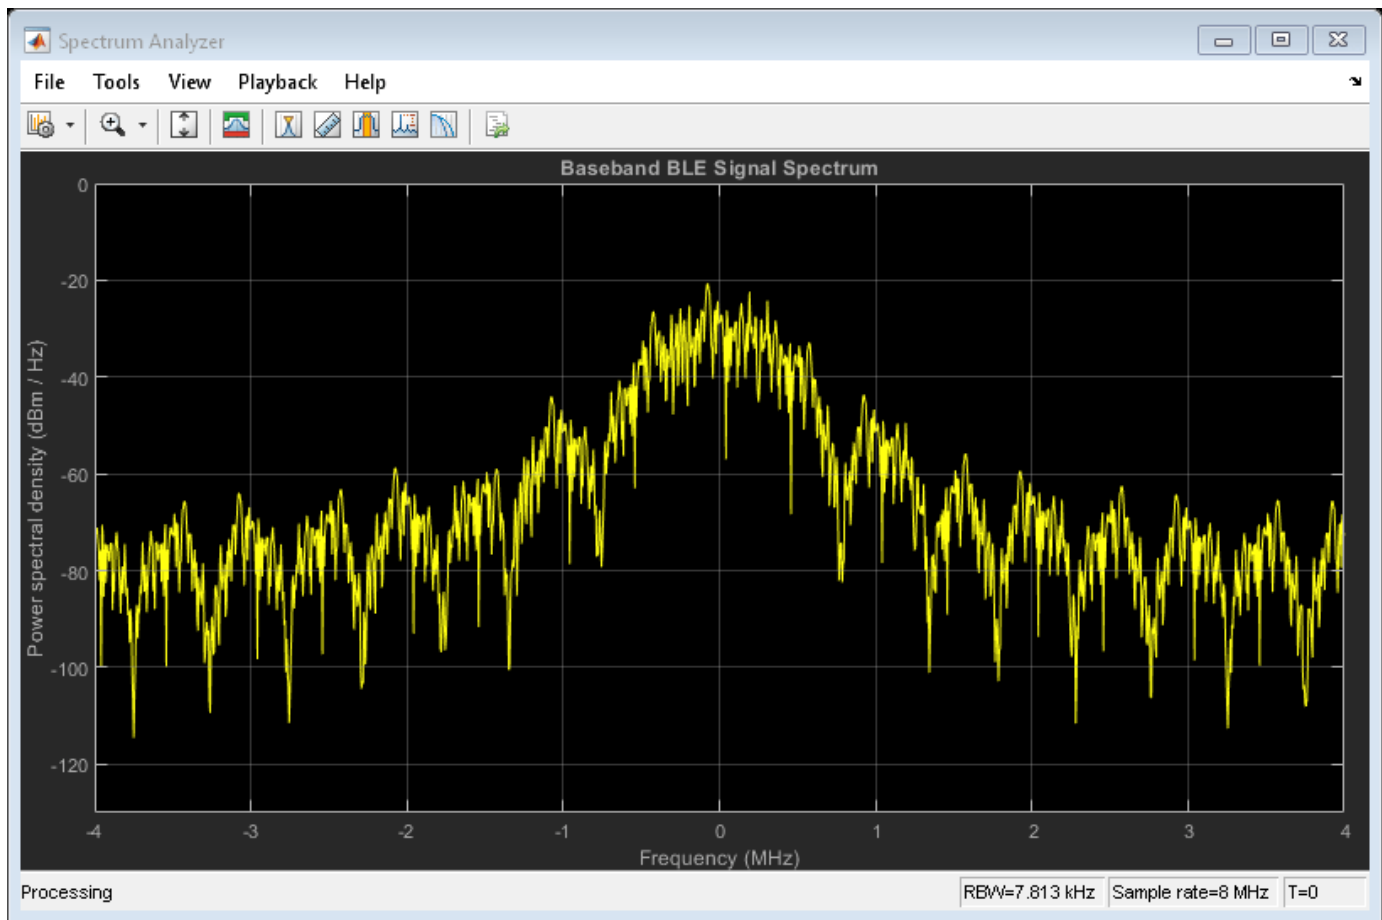 Spectrum Analyzer
File Tools View Playback Help
Baseband BLE Signal Spectrum
0
-20
-40
-60
-80
-100
-120
Power spectral density (dBm / Hz)
-4 -3 -2 -1 0 1 2 3 4
Frequency (MHz)
Processing RBW=7.813 kHz Sample rate=8 MHz T=0